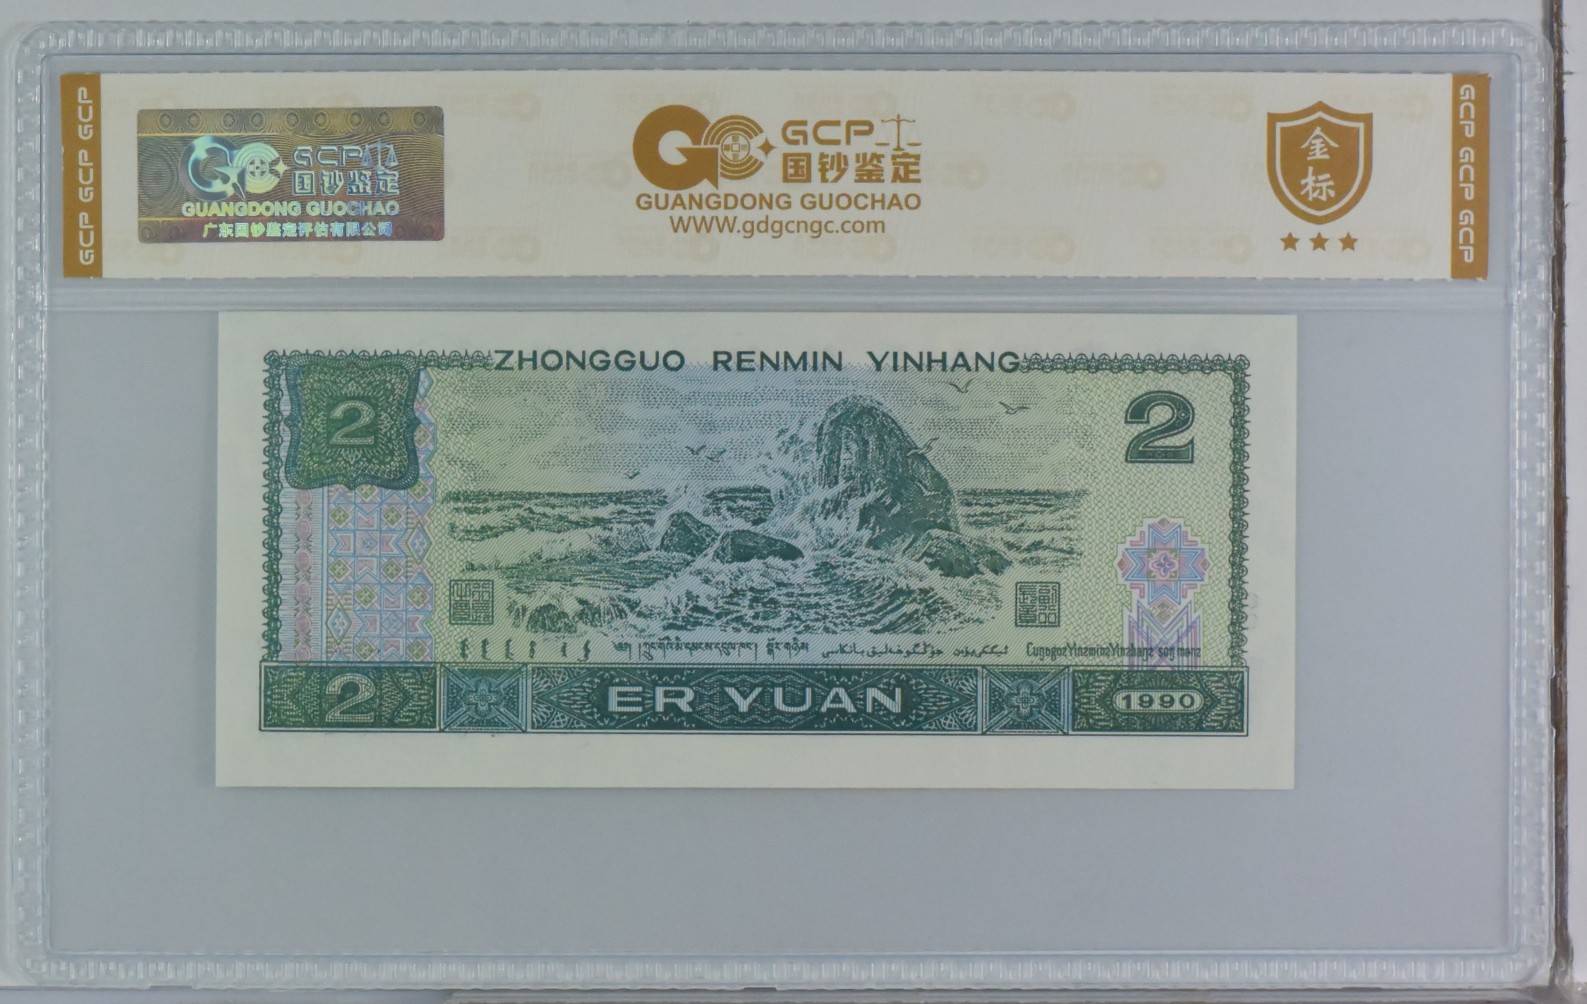 GCP GCP GCP
GCP
国钞鉴定
GUANGDONG GUOCHAO
广东国钞鉴定评估有限公司
GCP
国钞鉴定
GUANGDONG GUOCHAO
WWW.gdgcngc.com
金
标
GCP GCP GCP
ZHONGGUO RENMIN YINHANG
2
2
2
ER YUAN
1990